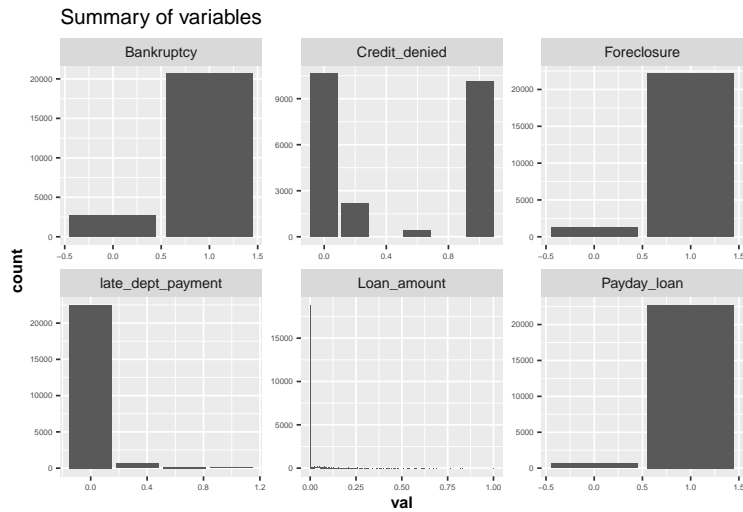 Summary of variables
Bankruptcy
Credit_denied
Foreclosure
20000
15000
10000
5000
0
−0.5 0.0 0.5 1.0 1.5
9000
6000
3000
0
0.0 0.4 0.8
20000
15000
10000
5000
0
−0.5 0.0 0.5 1.0 1.5
count
late_dept_payment
Loan_amount
Payday_loan
20000
15000
10000
5000
0
0.0 0.4 0.8 1.2
15000
10000
5000
0
0.00 0.25 0.50 0.75 1.00
20000
15000
10000
5000
0
−0.5 0.0 0.5 1.0 1.5
val